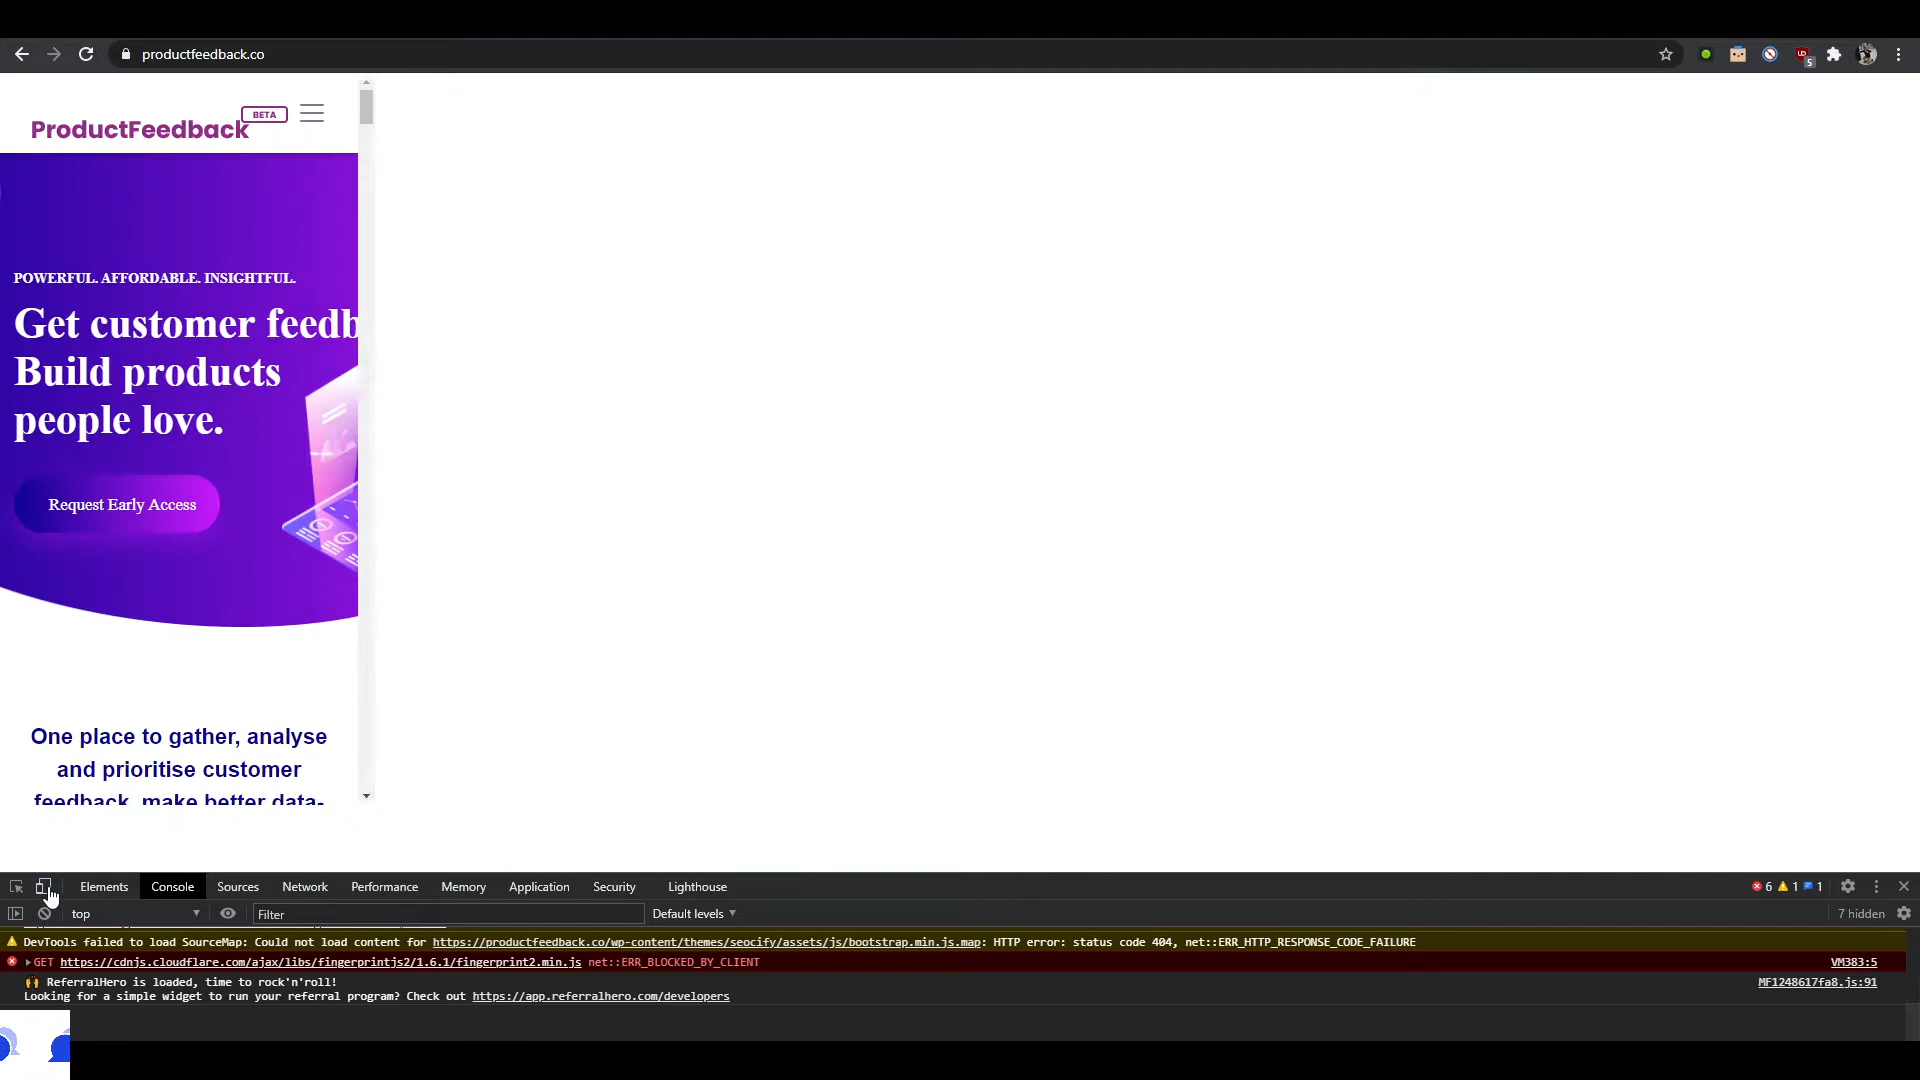 productfeedback.co
UD
5
ProductFeedback
BETA
POWERFUL. AFFORDABLE. INSIGHTFUL.
Get customer feedb
Build products
people love.
Request Early Access
One place to gather, analyse
and prioritise customer
feedback, make better data-
Elements Console Sources Network Performance Memory Application Security Lighthouse 6 1 1
top Filter Default levels 7 hidden
DevTools failed to load SourceMap: Could not load content for https://productfeedback.co/wp-content/themes/seocify/assets/js/bootstrap.min.js.map: HTTP error: status code 404, net::ERR_HTTP_RESPONSE_CODE_FAILURE
GET https://cdnjs.cloudflare.com/ajax/libs/fingerprintjs2/1.6.1/fingerprint2.min.js net::ERR_BLOCKED_BY_CLIENT VM383:5
🙌 ReferralHero is loaded, time to rock'n'roll! MF1248617fa8.js:91
Looking for a simple widget to run your referral program? Check out https://app.referralhero.com/developers